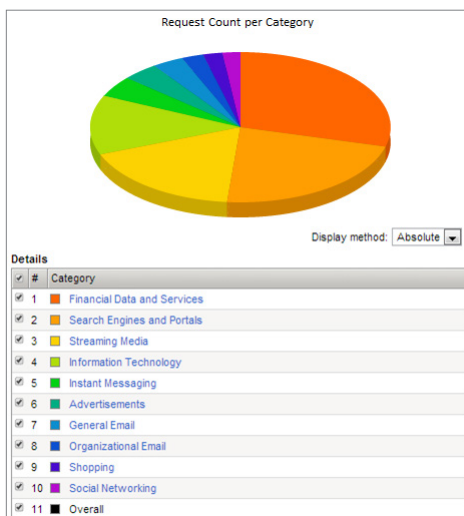 Request Count per Category
Display method: Absolute
Details
# Category
1 Financial Data and Services
2 Search Engines and Portals
3 Streaming Media
4 Information Technology
5 Instant Messaging
6 Advertisements
7 General Email
8 Organizational Email
9 Shopping
10 Social Networking
11 Overall